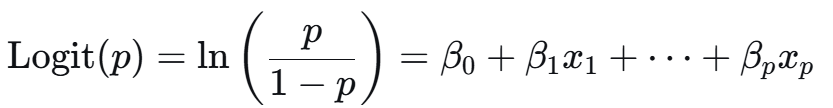 Logit(p) = ln(p/(1 − p)) = β₀ + β₁x₁ + ⋯ + βₚxₚ